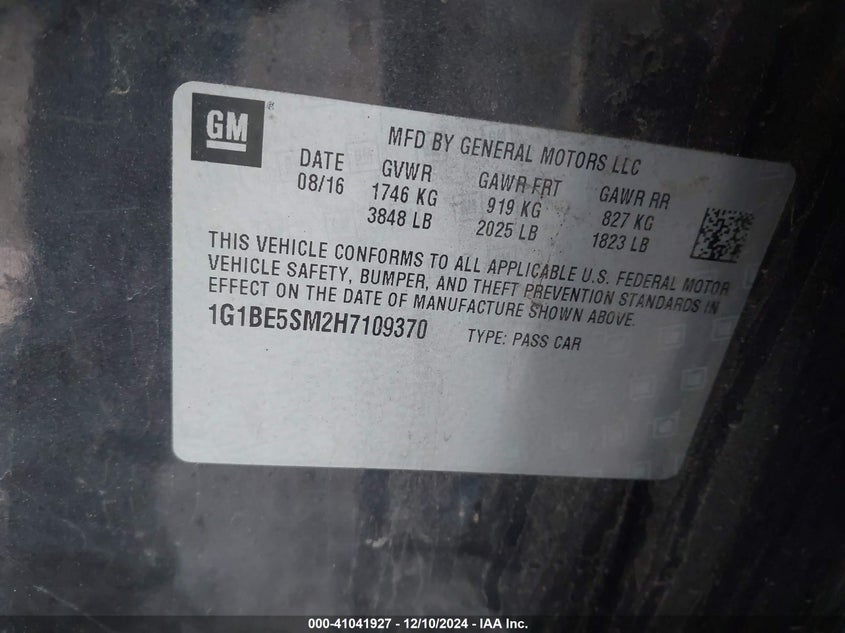 GM®
MFD BY GENERAL MOTORS LLC
DATE GVWR GAWR FRT GAWR RR
08/16 1746 KG 919 KG 827 KG
3848 LB 2025 LB 1823 LB
THIS VEHICLE CONFORMS TO ALL APPLICABLE U.S. FEDERAL MOTOR
VEHICLE SAFETY, BUMPER, AND THEFT PREVENTION STANDARDS IN
EFFECT ON THE DATE OF MANUFACTURE SHOWN ABOVE.
1G1BE5SM2H7109370 TYPE: PASS CAR
000-41041927 - 12/10/2024 - IAA Inc.